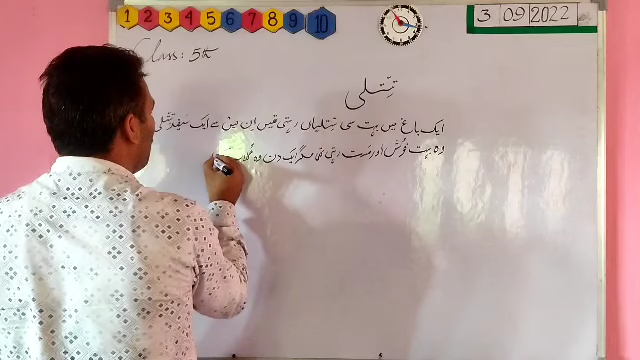 1 2 3 4 5 6 7 8 9 10
3 09 2022
Class: 5th
تتلی
ایک باغ میں بہت سی تتلیاں رہتی تھیں ان میں سے ایک سفید تتلی
وہ بہت خوش اور مست رہتی تھی مگر ایک دن وہ